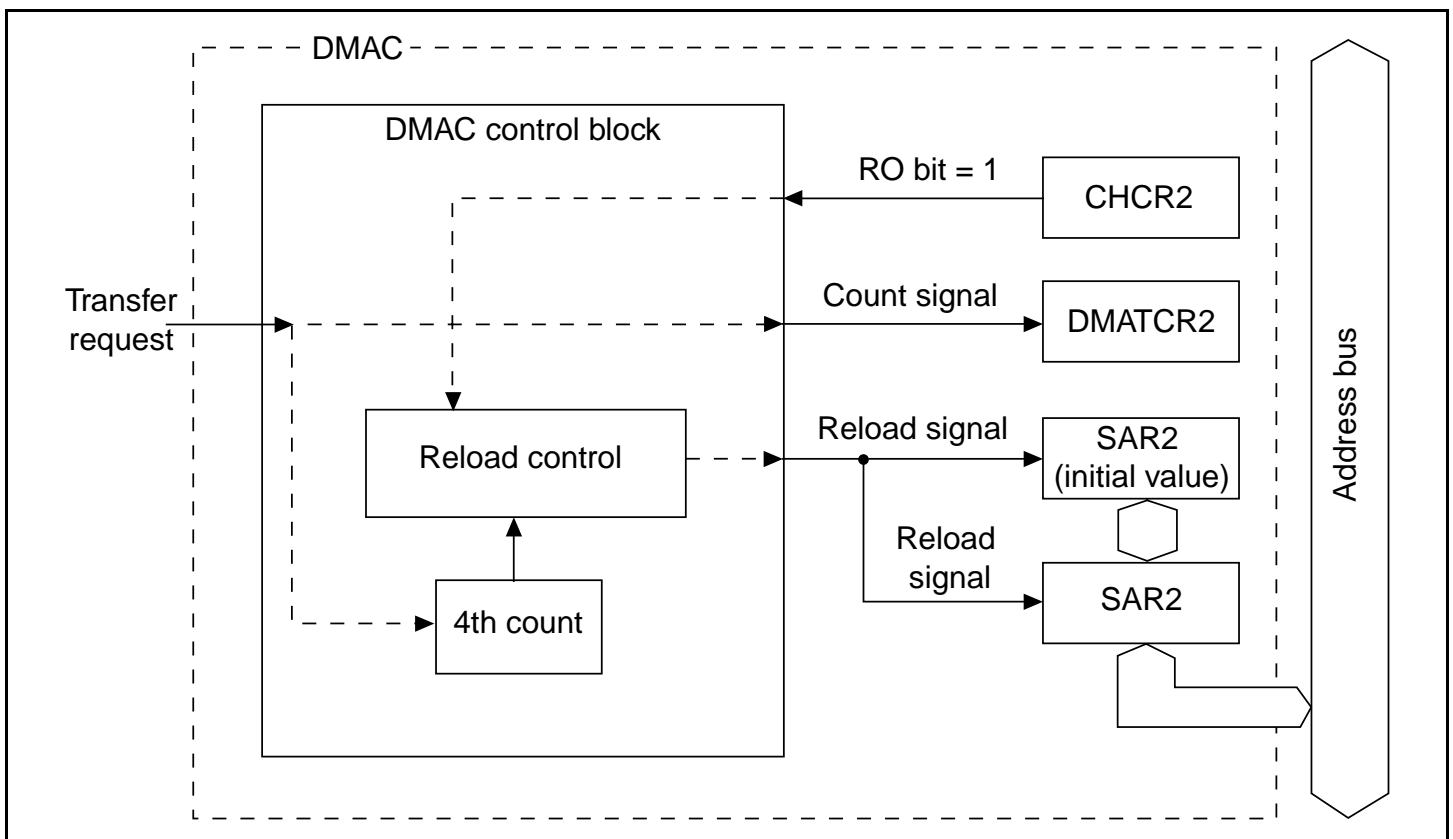 DMAC
DMAC control block
RO bit = 1
CHCR2
Transfer
request
Count signal
DMATCR2
Reload signal
SAR2
(initial value)
Reload control
Reload
signal
SAR2
4th count
Address bus